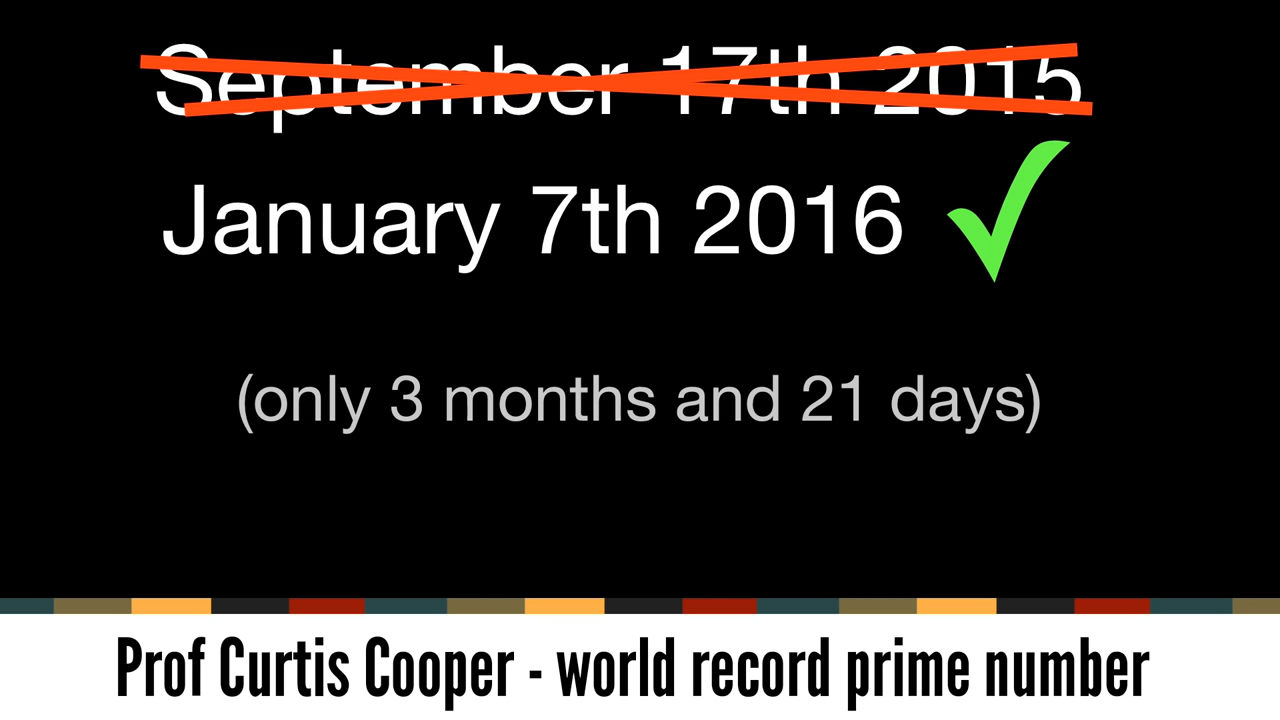 September 17th 2015
January 7th 2016
(only 3 months and 21 days)
Prof Curtis Cooper - world record prime number